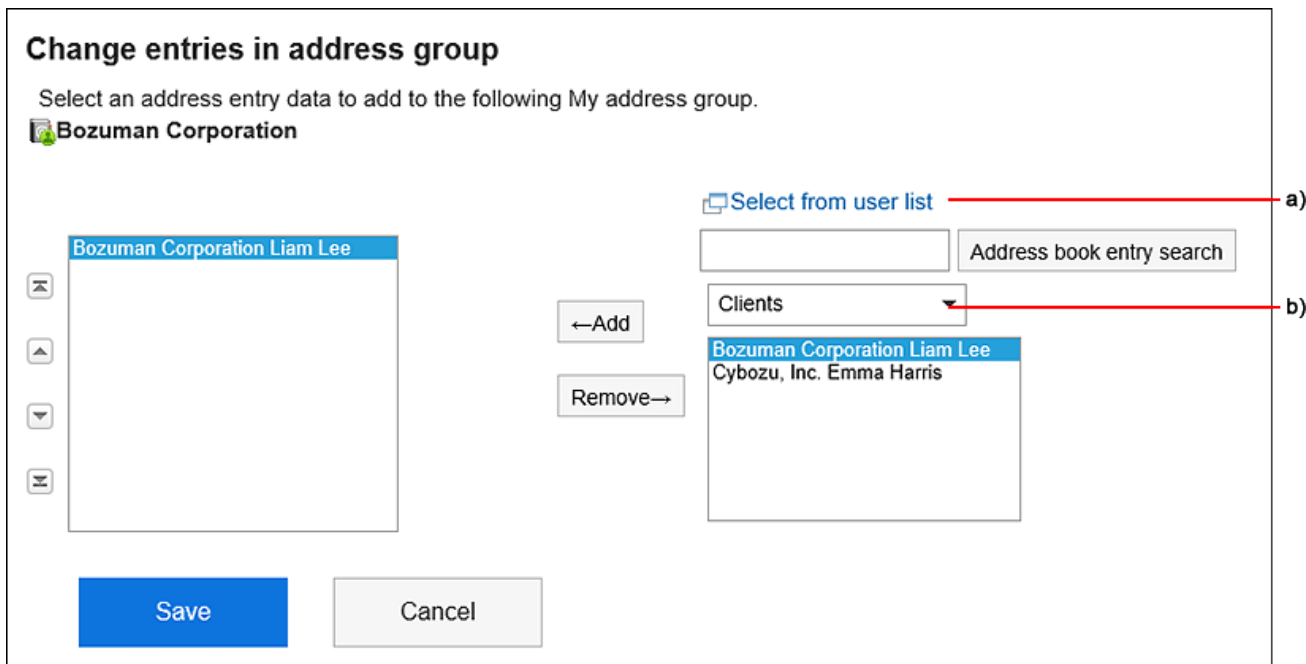 Change entries in address group
Select an address entry data to add to the following My address group.
Bozuman Corporation
Select from user list
a)
Bozuman Corporation Liam Lee
Address book entry search
Clients
b)
←Add
Remove→
Bozuman Corporation Liam Lee
Cybozu, Inc. Emma Harris
Save
Cancel